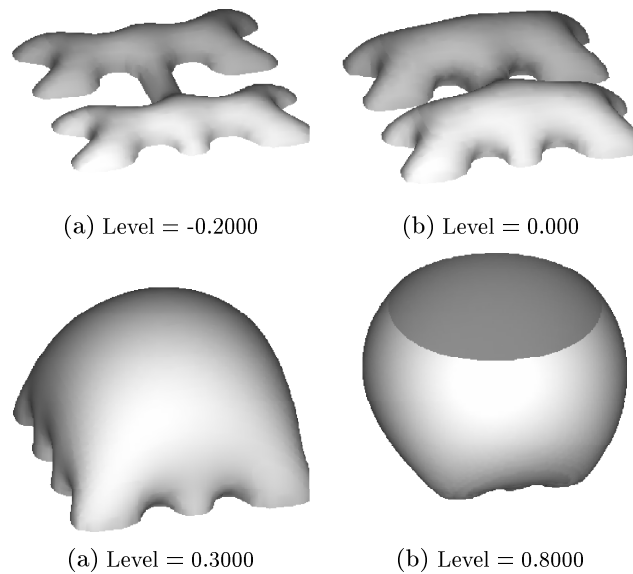 (a) Level = -0.2000
(b) Level = 0.000
(a) Level = 0.3000
(b) Level = 0.8000